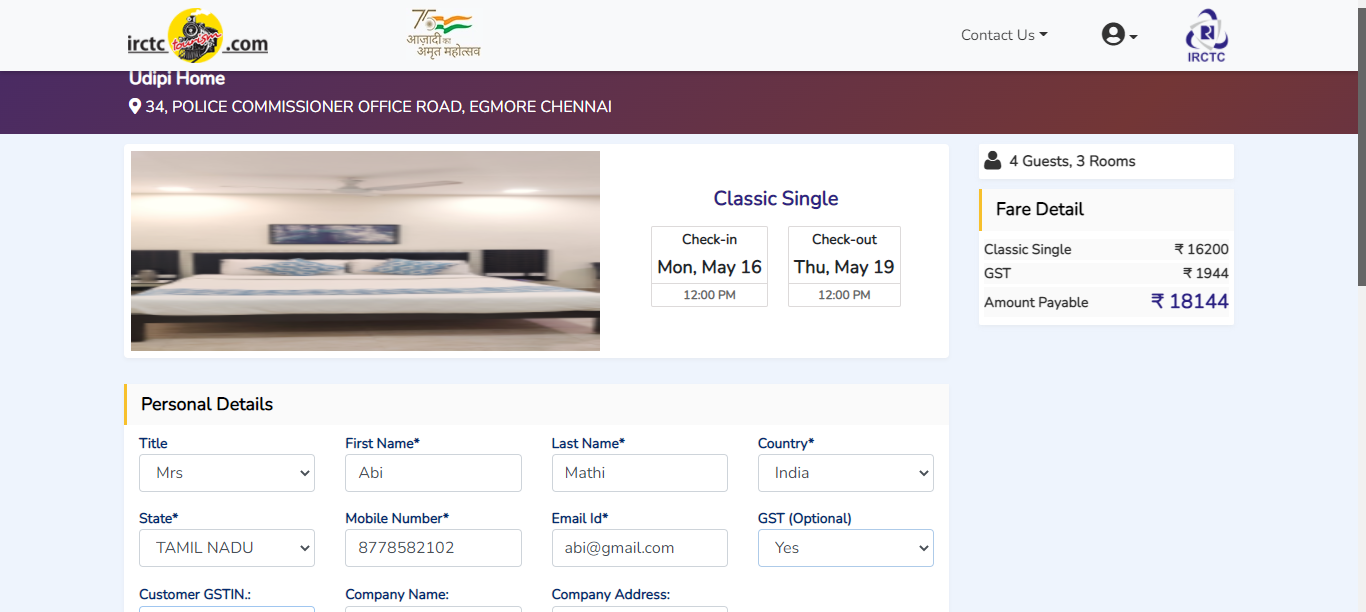 irctc tourism .com
75
आज़ादी का
अमृत महोत्सव
Contact Us
IRCTC
Udipi Home
34, POLICE COMMISSIONER OFFICE ROAD, EGMORE CHENNAI
4 Guests, 3 Rooms
Classic Single
Check-in
Mon, May 16
12:00 PM
Check-out
Thu, May 19
12:00 PM
Fare Detail
Classic Single ₹ 16200
GST ₹ 1944
Amount Payable ₹ 18144
Personal Details
Title First Name* Last Name* Country*
Mrs Abi Mathi India
State* Mobile Number* Email Id* GST (Optional)
TAMIL NADU 8778582102 abi@gmail.com Yes
Customer GSTIN.: Company Name: Company Address: